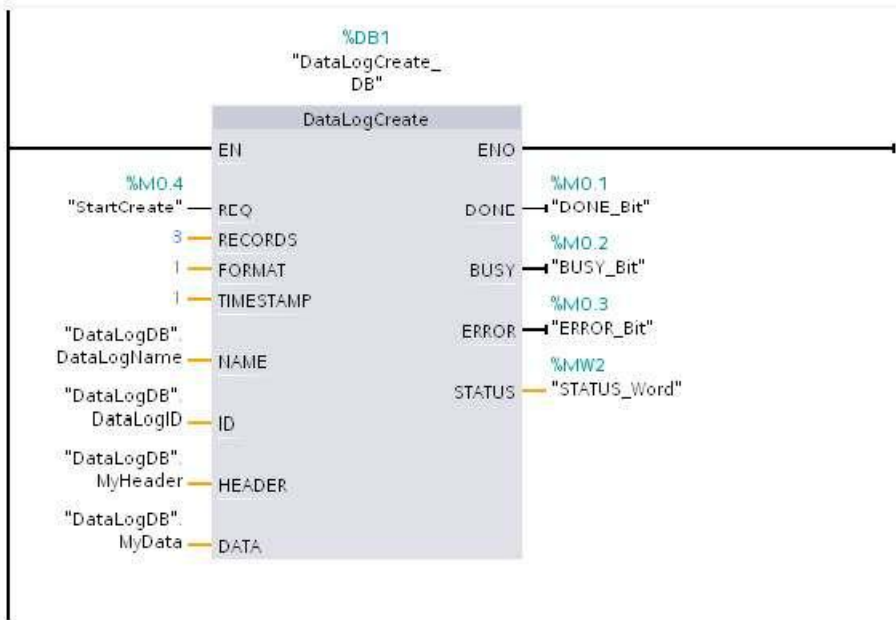 %DB1
"DataLogCreate_
DB"
DataLogCreate
EN ENO
%M0.4 %M0.1
"StartCreate" REQ DONE "DONE_Bit"
3 RECORDS
%M0.2
1 FORMAT BUSY "BUSY_Bit"
1 TIMESTAMP
%M0.3
ERROR "ERROR_Bit"
"DataLogDB".
DataLogName NAME
%MW2
STATUS "STATUS_Word"
"DataLogDB".
DataLogID ID
"DataLogDB".
MyHeader HEADER
"DataLogDB".
MyData DATA